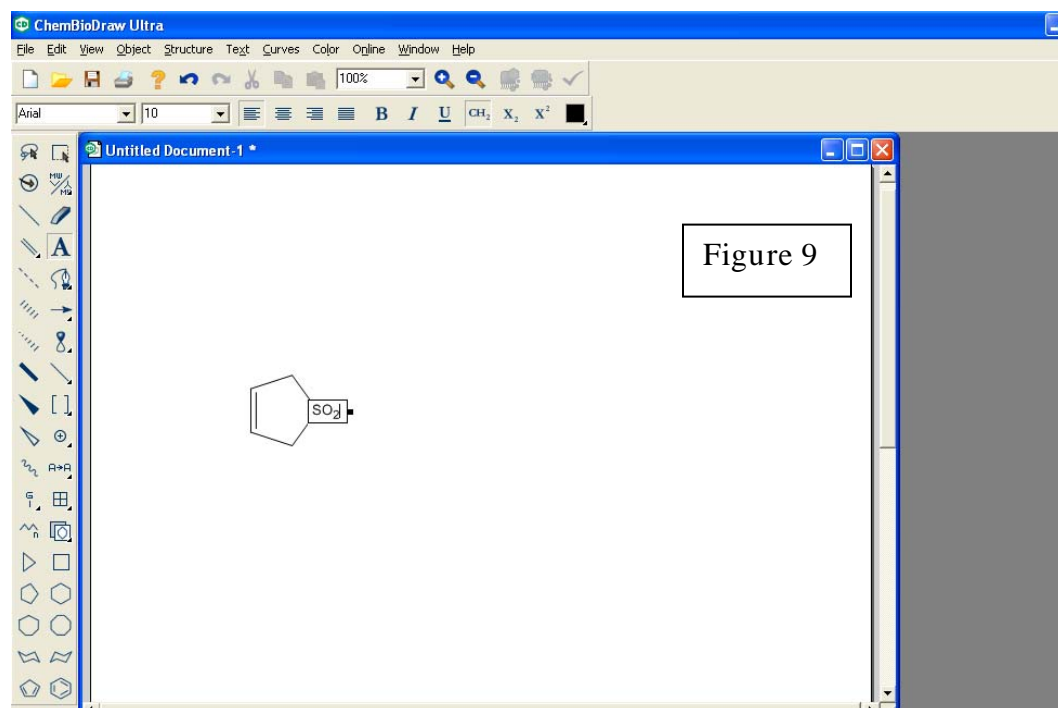 ChemBioDraw Ultra
File Edit View Object Structure Text Curves Color Online Window Help
100%
Arial 10 B I U CH₂ X₂ X²
Untitled Document-1 *
A
Figure 9
SO₂